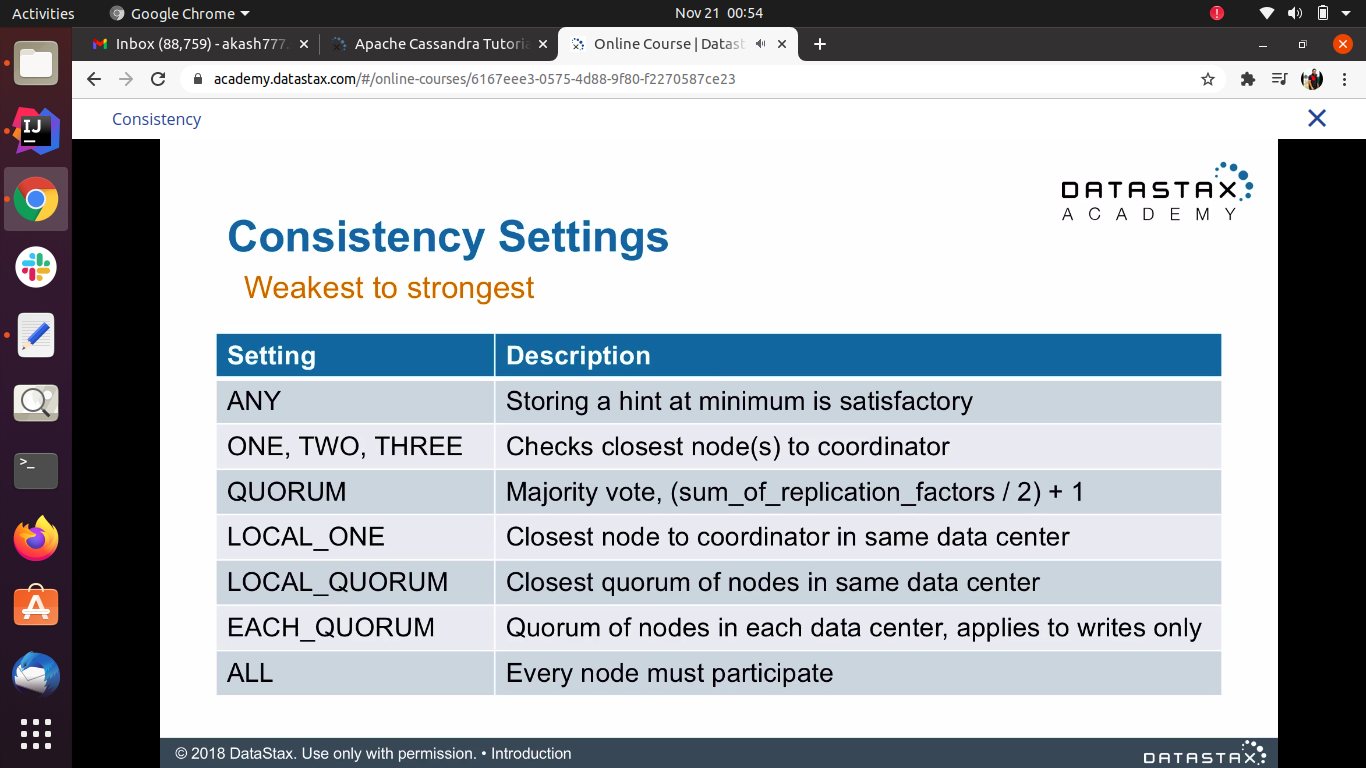 Activities
Google Chrome
Nov 21 00:54
Inbox (88,759) - akash777.
Apache Cassandra Tutoria
Online Course | Datast
academy.datastax.com/#/online-courses/6167eee3-0575-4d88-9f80-f2270587ce23
Consistency
DATASTAX
ACADEMY
Consistency Settings
Weakest to strongest
Setting Description
ANY Storing a hint at minimum is satisfactory
ONE, TWO, THREE Checks closest node(s) to coordinator
QUORUM Majority vote, (sum_of_replication_factors / 2) + 1
LOCAL_ONE Closest node to coordinator in same data center
LOCAL_QUORUM Closest quorum of nodes in same data center
EACH_QUORUM Quorum of nodes in each data center, applies to writes only
ALL Every node must participate
© 2018 DataStax. Use only with permission. • Introduction
DATASTAX
IJ
>_